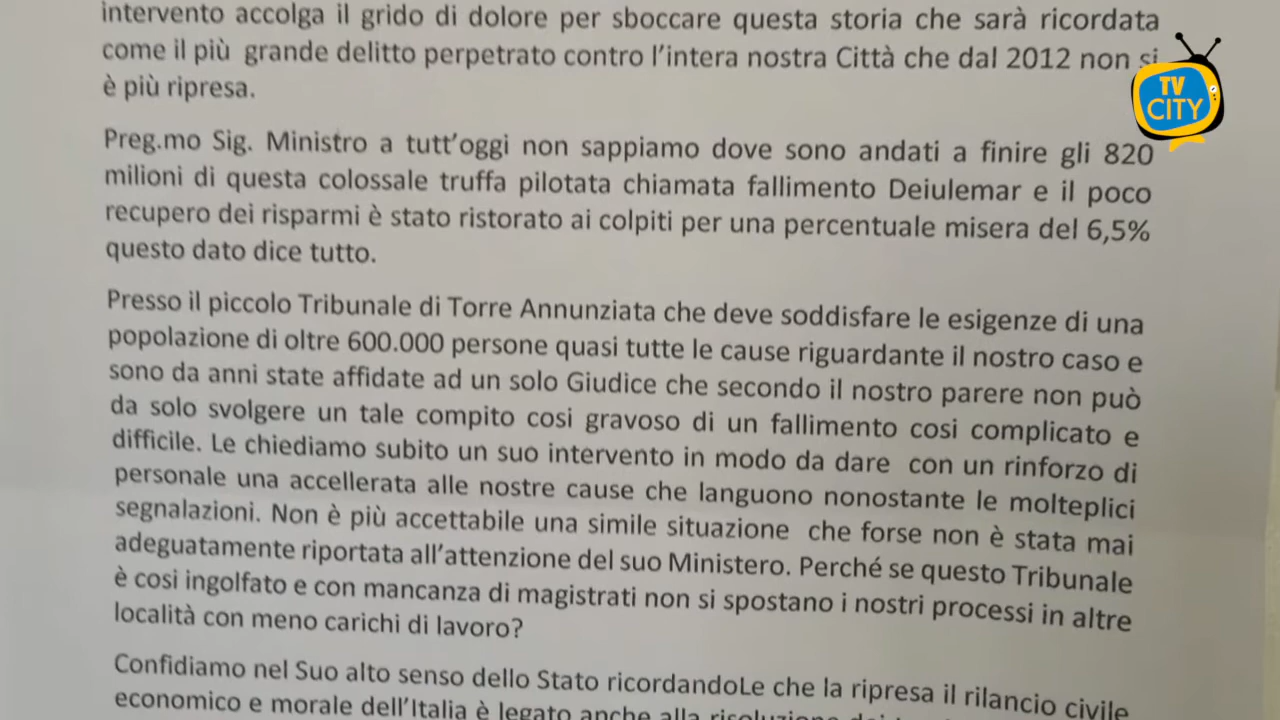 intervento accolga il grido di dolore per sboccare questa storia che sarà ricordata
come il più grande delitto perpetrato contro l'intera nostra Città che dal 2012 non si
è più ripresa.
TV
CITY
Preg.mo Sig. Ministro a tutt'oggi non sappiamo dove sono andati a finire gli 820
milioni di questa colossale truffa pilotata chiamata fallimento Deiulemar e il poco
recupero dei risparmi è stato ristorato ai colpiti per una percentuale misera del 6,5%
questo dato dice tutto.
Presso il piccolo Tribunale di Torre Annunziata che deve soddisfare le esigenze di una
popolazione di oltre 600.000 persone quasi tutte le cause riguardante il nostro caso e
sono da anni state affidate ad un solo Giudice che secondo il nostro parere non può
da solo svolgere un tale compito cosi gravoso di un fallimento cosi complicato e
difficile. Le chiediamo subito un suo intervento in modo da dare con un rinforzo di
personale una accellerata alle nostre cause che languono nonostante le molteplici
segnalazioni. Non è più accettabile una simile situazione che forse non è stata mai
adeguatamente riportata all'attenzione del suo Ministero. Perché se questo Tribunale
è cosi ingolfato e con mancanza di magistrati non si spostano i nostri processi in altre
località con meno carichi di lavoro?
Confidiamo nel Suo alto senso dello Stato ricordandoLe che la ripresa il rilancio civile
economico e morale dell'Italia è legato anche alla risoluzione